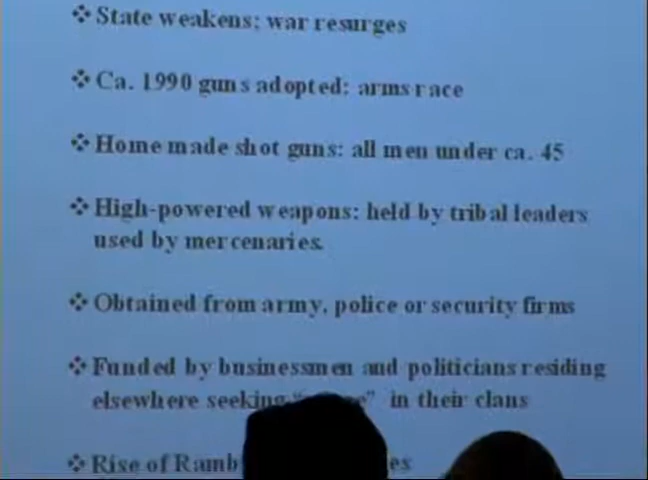 State weakens; war resurges
Ca. 1990 guns adopted: arms race
Home made shot guns: all men under ca. 45
High-powered weapons: held by tribal leaders
used by mercenaries
Obtained from army, police or security firms
Funded by businessmen and politicians residing
elsewhere seeking in their clans
Rise of